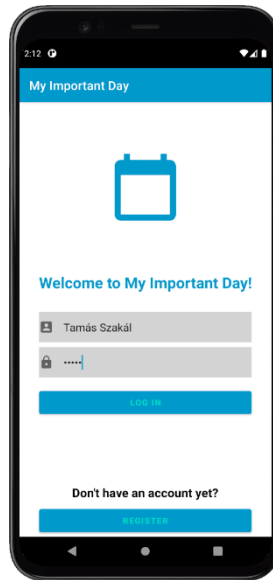 2:12
My Important Day
Welcome to My Important Day!
Tamás Szakál
•••••
LOG IN
Don't have an account yet?
REGISTER